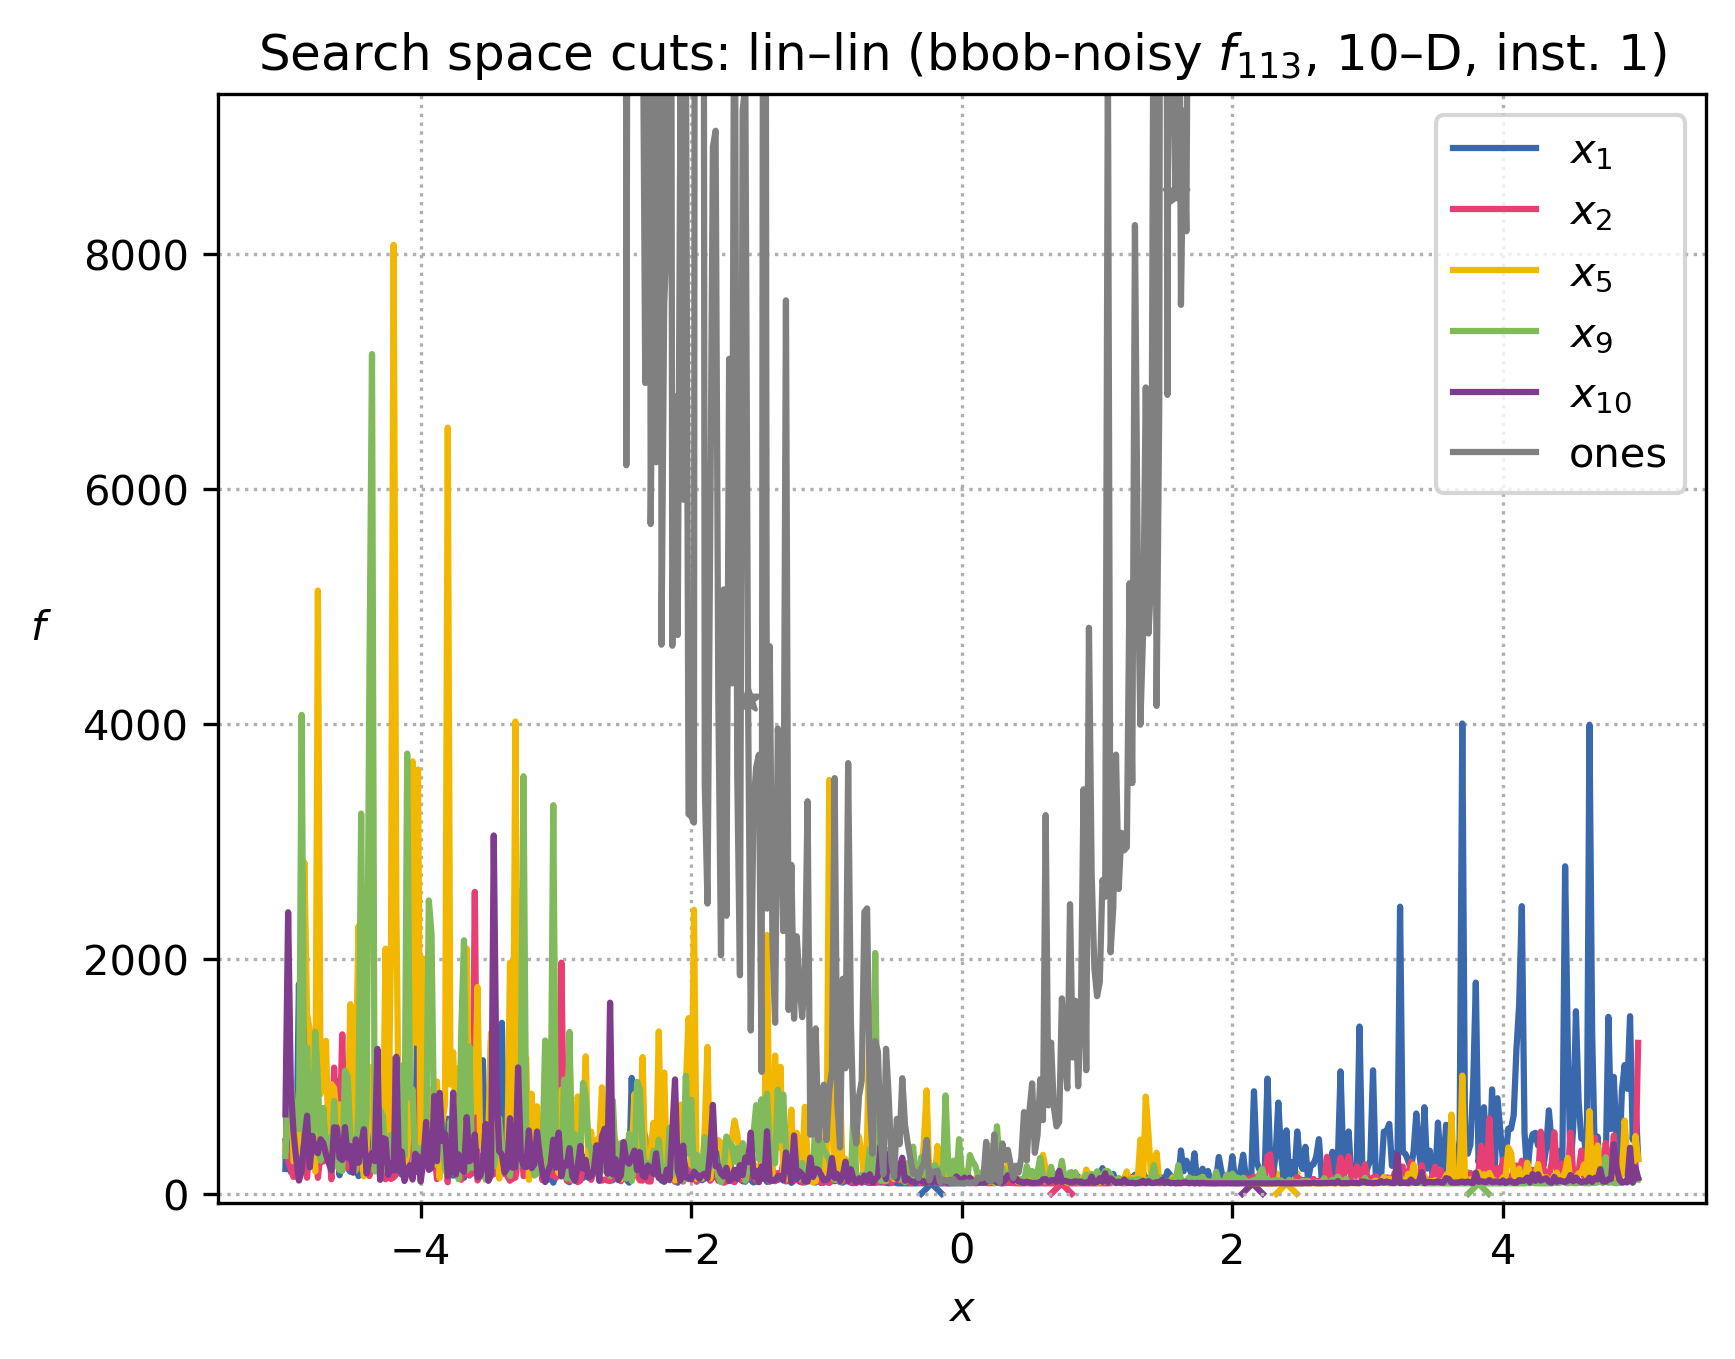 Search space cuts: lin–lin (bbob-noisy f₁₁₃, 10–D, inst. 1)
x₁
x₂
x₅
x₉
x₁₀
ones
8000
6000
4000
2000
0
f
−4
−2
0
2
4
x